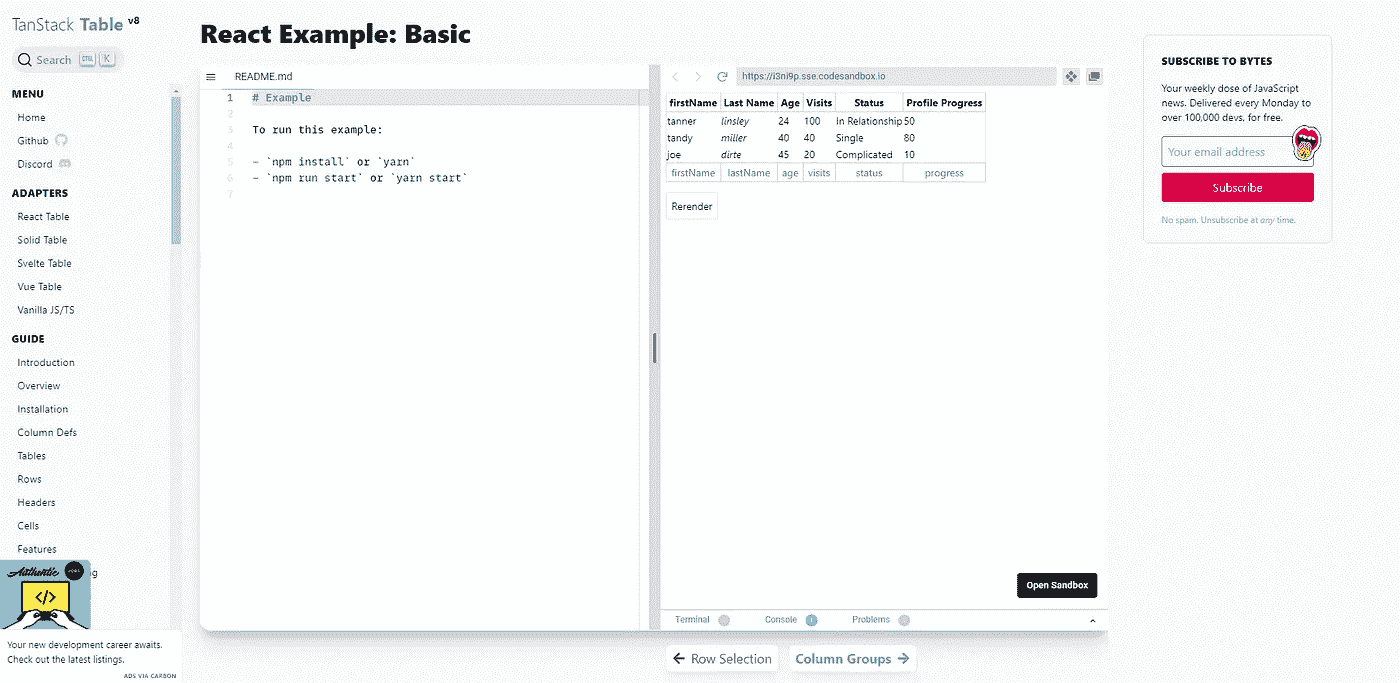 TanStack Table v8
Search CTRL K
MENU
Home
Github
Discord
ADAPTERS
React Table
Solid Table
Svelte Table
Vue Table
Vanilla JS/TS
GUIDE
Introduction
Overview
Installation
Column Defs
Tables
Rows
Headers
Cells
Features
Authentic JOBS
g
</>
Your new development career awaits.
Check out the latest listings.
ADS VIA CARBON
React Example: Basic
README.md
1 # Example
2
3 To run this example:
4
5 - `npm install` or `yarn`
6 - `npm run start` or `yarn start`
7
https://i3ni9p.sse.codesandbox.io
firstName Last Name Age Visits Status Profile Progress
tanner linsley 24 100 In Relationship 50
tandy miller 40 40 Single 80
joe dirte 45 20 Complicated 10
firstName lastName age visits status progress
Rerender
Open Sandbox
Terminal Console Problems
← Row Selection Column Groups →
SUBSCRIBE TO BYTES
Your weekly dose of JavaScript
news. Delivered every Monday to
over 100,000 devs, for free.
Your email address
Subscribe
No spam. Unsubscribe at any time.